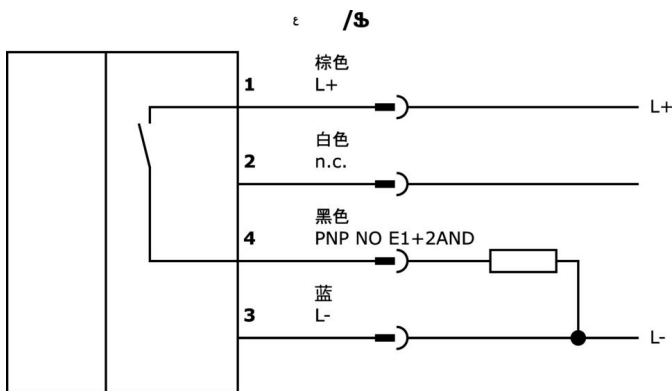 棕色
1 L+ L+
白色
2 n.c.
黑色
4 PNP NO E1+2AND
蓝
3 L- L-